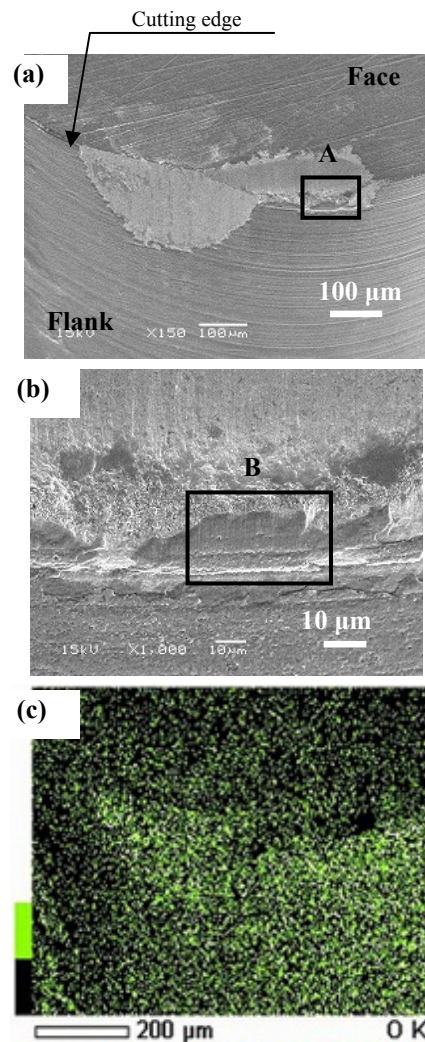 Cutting edge
(a)
Face
A
100 µm
Flank
15kV X150 100µm
(b)
B
10 µm
15kV X1,000 10µm
(c)
200 µm O K